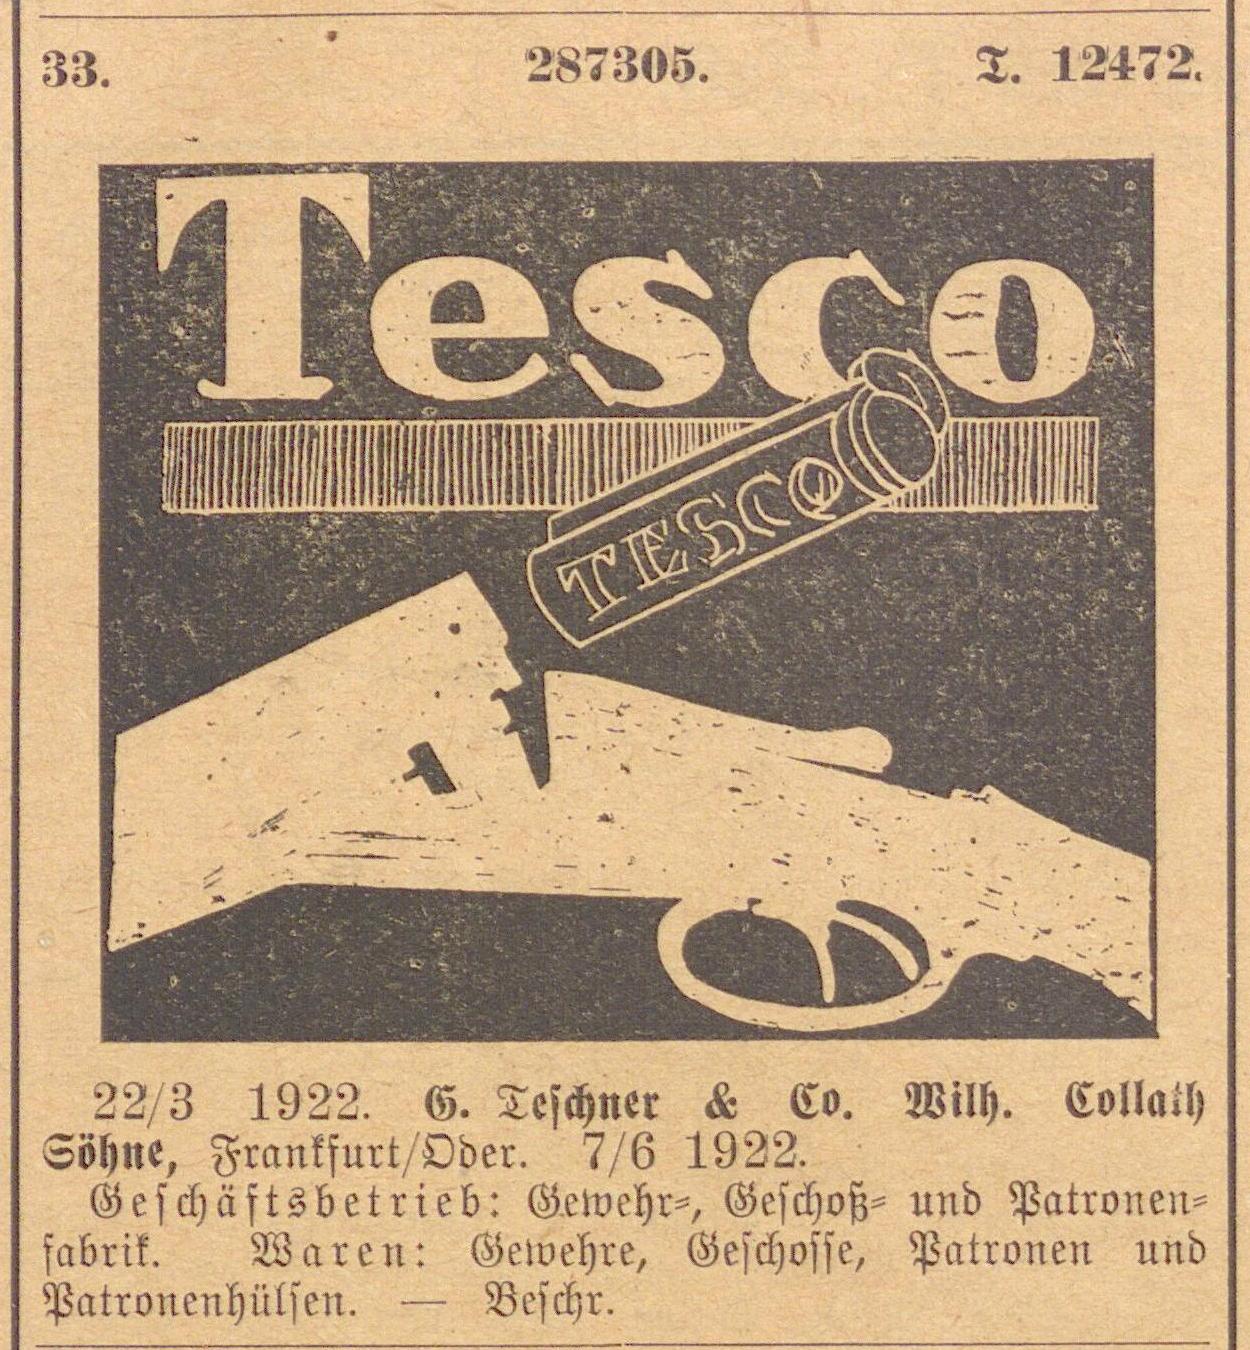 33. 287305. T. 12472.
Tesco
TESCO
22/3 1922. G. Teschner & Co. Wilh. Collath
Söhne, Frankfurt/Oder. 7/6 1922.
Geschäftsbetrieb: Gewehr-, Geschoß- und Patronen-
fabrik. Waren: Gewehre, Geschosse, Patronen und
Patronenhülsen. — Beschr.